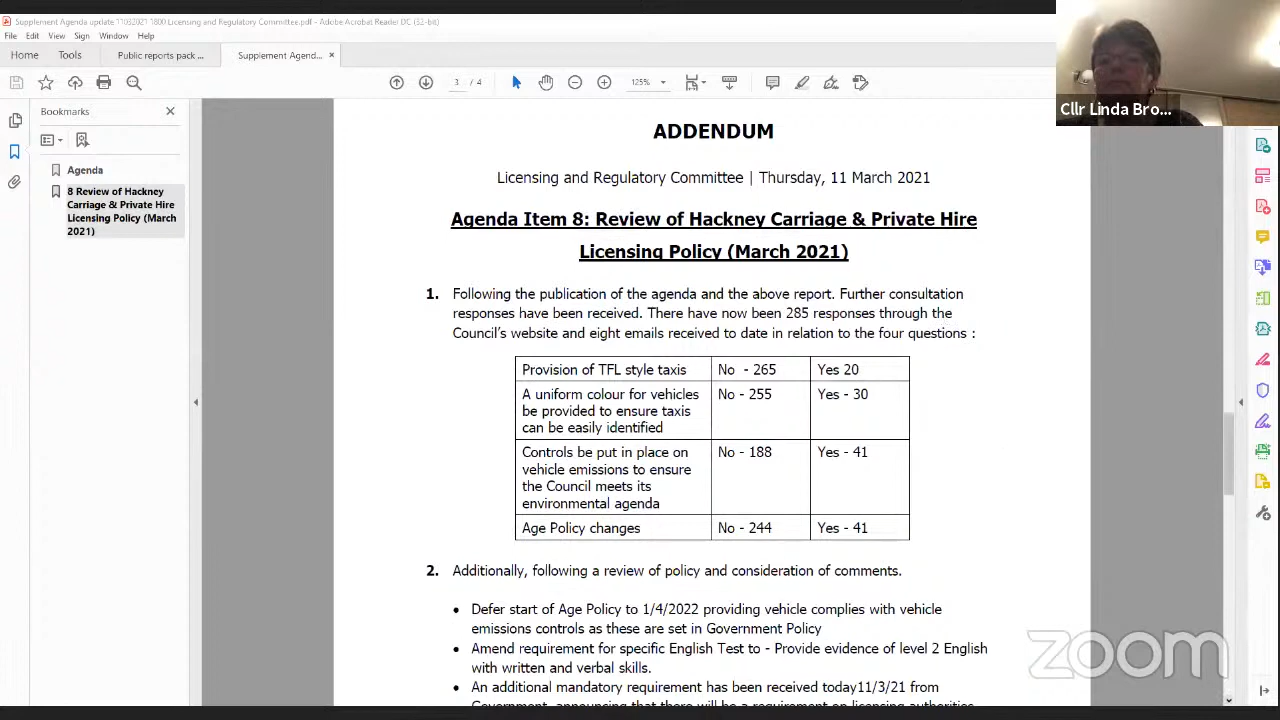 Supplement Agenda update 11032021 1800 Licensing and Regulatory Committee.pdf - Adobe Acrobat Reader DC (32-bit)
File Edit View Sign Window Help
Home Tools Public reports pack ... Supplement Agend... ×
3 / 4 125%
Bookmarks
Agenda
8 Review of Hackney
Carriage & Private Hire
Licensing Policy (March
2021)
Cllr Linda Bro...
ADDENDUM
Licensing and Regulatory Committee | Thursday, 11 March 2021
Agenda Item 8: Review of Hackney Carriage & Private Hire
Licensing Policy (March 2021)
1. Following the publication of the agenda and the above report. Further consultation
responses have been received. There have now been 285 responses through the
Council's website and eight emails received to date in relation to the four questions :
Provision of TFL style taxis No - 265 Yes 20
A uniform colour for vehicles No - 255 Yes - 30
be provided to ensure taxis
can be easily identified
Controls be put in place on No - 188 Yes - 41
vehicle emissions to ensure
the Council meets its
environmental agenda
Age Policy changes No - 244 Yes - 41
2. Additionally, following a review of policy and consideration of comments.
• Defer start of Age Policy to 1/4/2022 providing vehicle complies with vehicle
emissions controls as these are set in Government Policy
• Amend requirement for specific English Test to - Provide evidence of level 2 English
with written and verbal skills.
• An additional mandatory requirement has been received today11/3/21 from
Government, announcing that there will be a requirement on licensing authorities
zoom